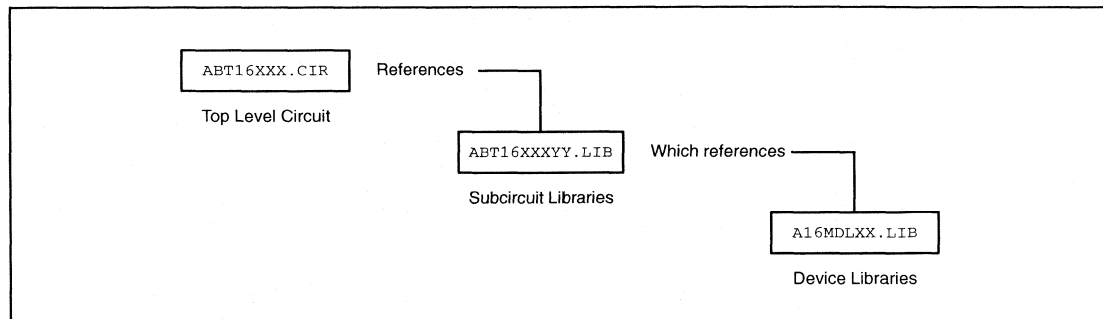 ABT16XXX.CIR References
Top Level Circuit
ABT16XXXYY.LIB Which references
Subcircuit Libraries
A16MDLXX.LIB
Device Libraries